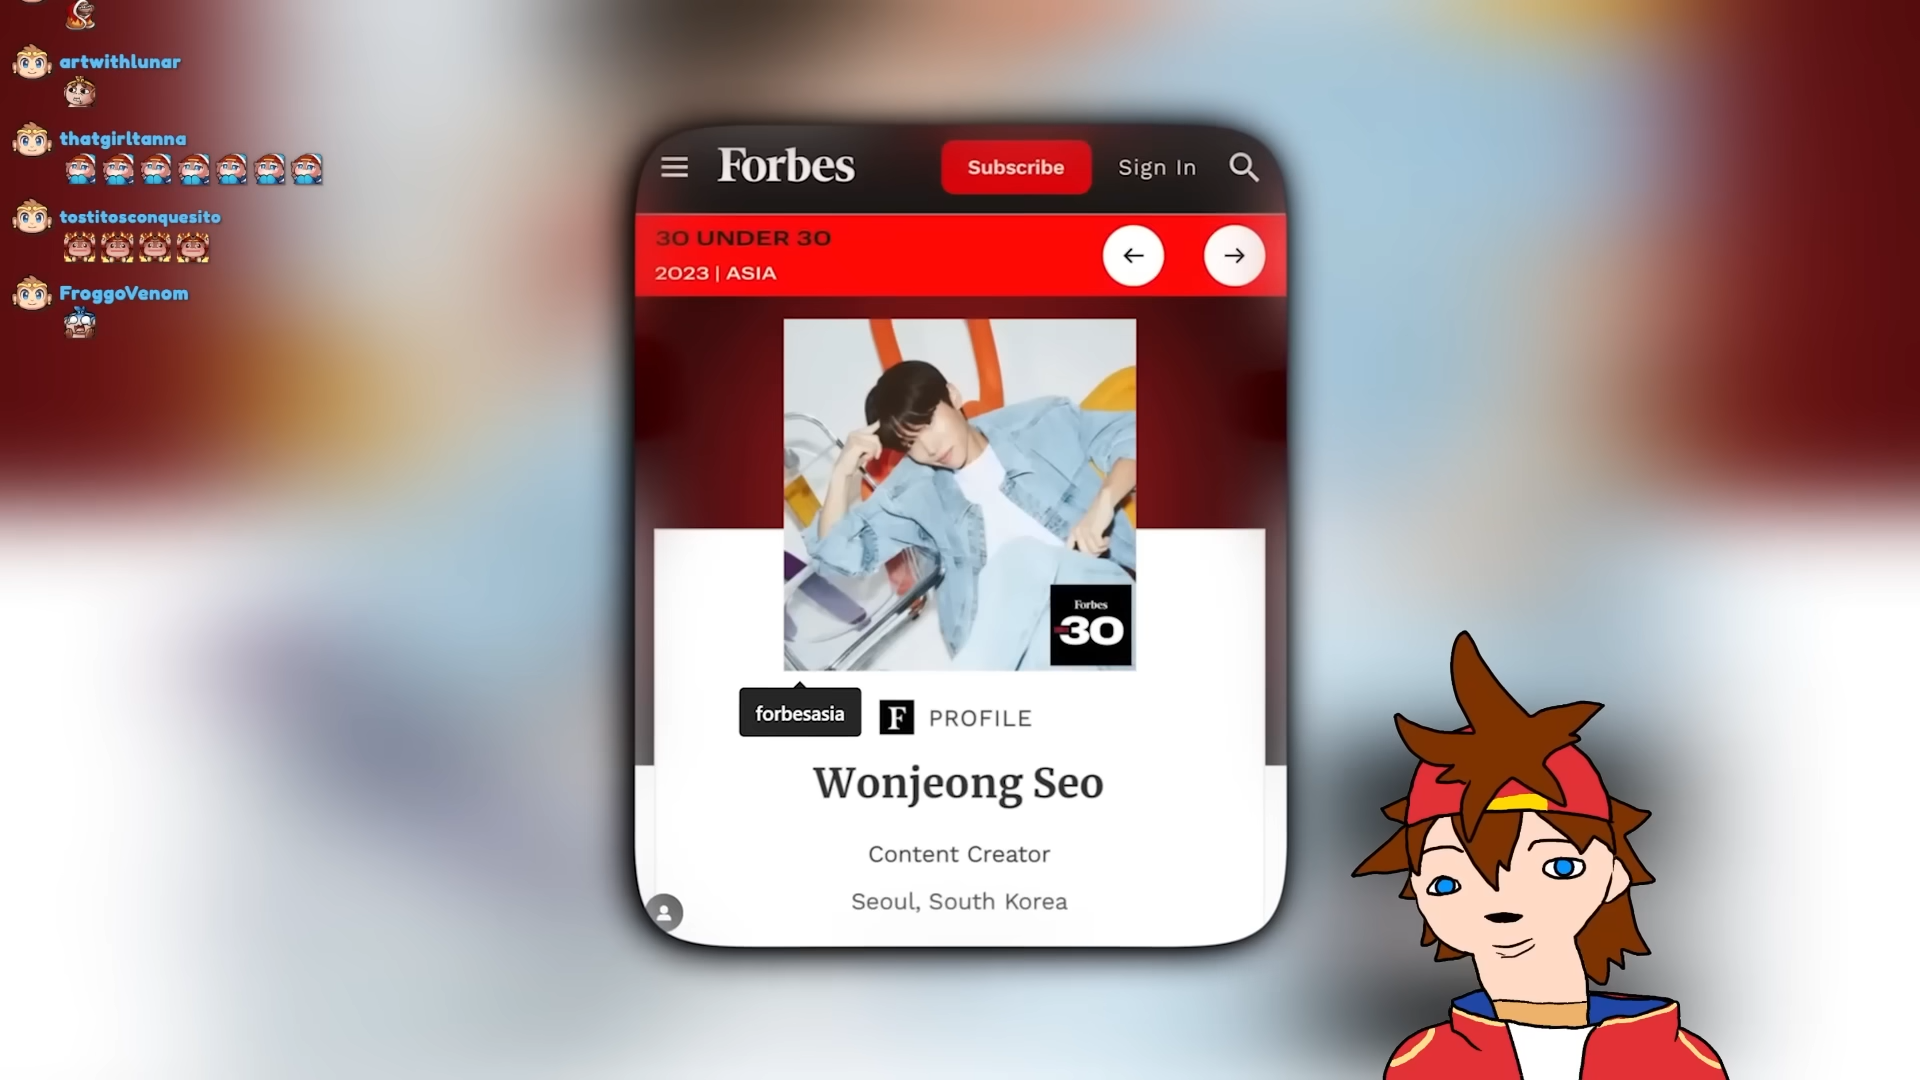 artwithlunar
thatgirltanna
tostitosconquesito
FroggoVenom
Forbes
Subscribe
Sign In
30 UNDER 30
2023 | ASIA
Forbes
30
forbesasia
F PROFILE
Wonjeong Seo
Content Creator
Seoul, South Korea